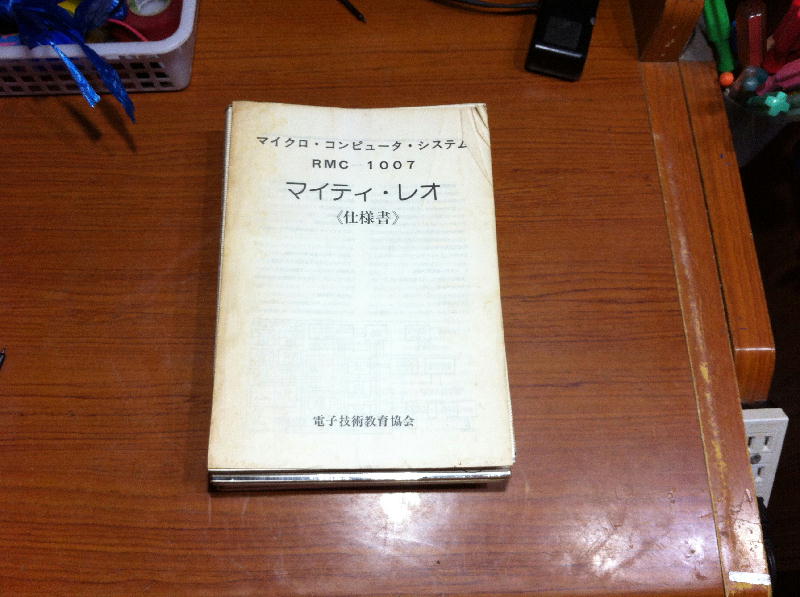 マイクロ・コンピュータ・システム
RMC 1007
マイティ・レオ
《仕様書》
電子技術教育協会